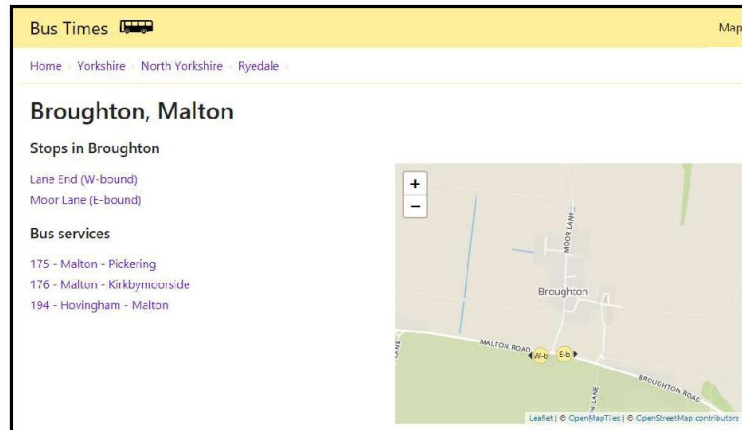 Bus Times
Map
Home Yorkshire North Yorkshire Ryedale
Broughton, Malton
Stops in Broughton
Lane End (W-bound)
Moor Lane (E-bound)
Bus services
175 - Malton - Pickering
176 - Malton - Kirkbymoorside
194 - Hovingham - Malton
+
−
MOOR LANE
Broughton
MALTON ROAD
W-b
E-b
BROUGHTON ROAD
LANE
Leaflet | © OpenMapTiles | © OpenStreetMap contributors